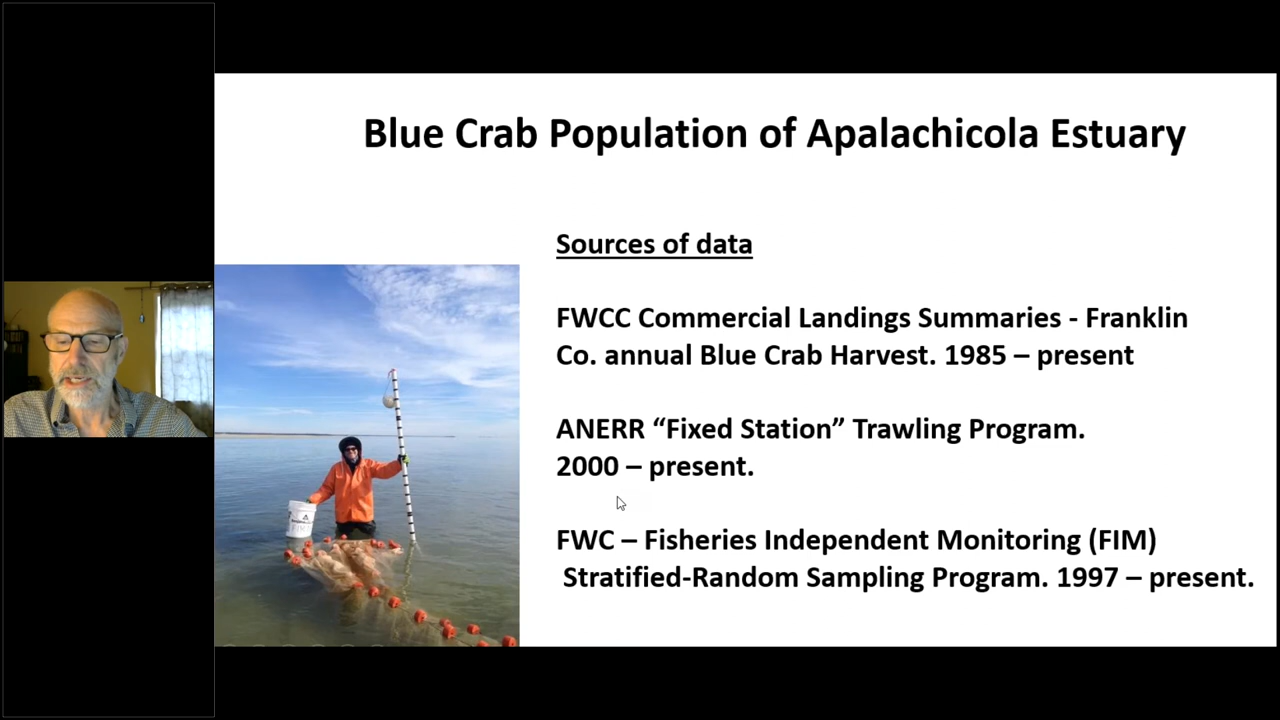 Blue Crab Population of Apalachicola Estuary
Sources of data
FWCC Commercial Landings Summaries - Franklin
Co. annual Blue Crab Harvest. 1985 – present
ANERR “Fixed Station” Trawling Program.
2000 – present.
FWC – Fisheries Independent Monitoring (FIM)
Stratified-Random Sampling Program. 1997 – present.